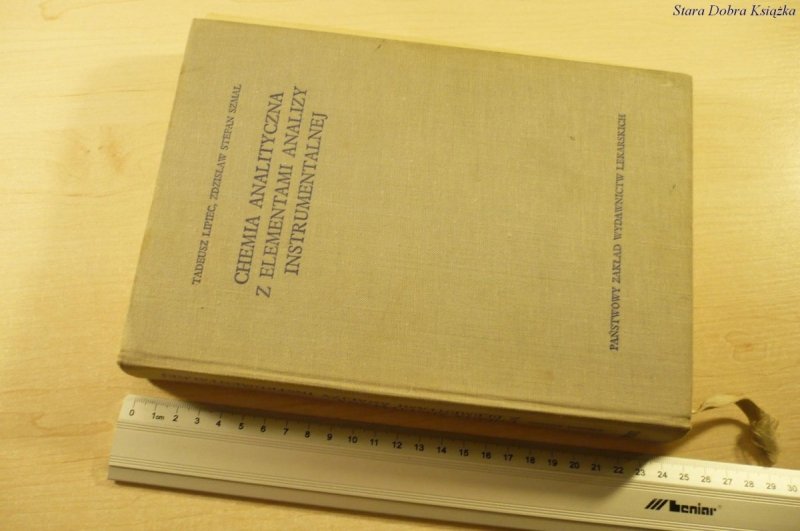 Stara Dobra Książka
TADEUSZ LIPIEC, ZDZISŁAW STEFAN SZMAL
CHEMIA ANALITYCZNA
Z ELEMENTAMI ANALIZY
INSTRUMENTALNEJ
PAŃSTWOWY ZAKŁAD WYDAWNICTW LEKARSKICH
0 1cm 2 3 4 5 6 7 8 9 10 11 12 13 14 15 16 17 18 19 20 21 22 23 24 25 26 27 28 29 30
leniar